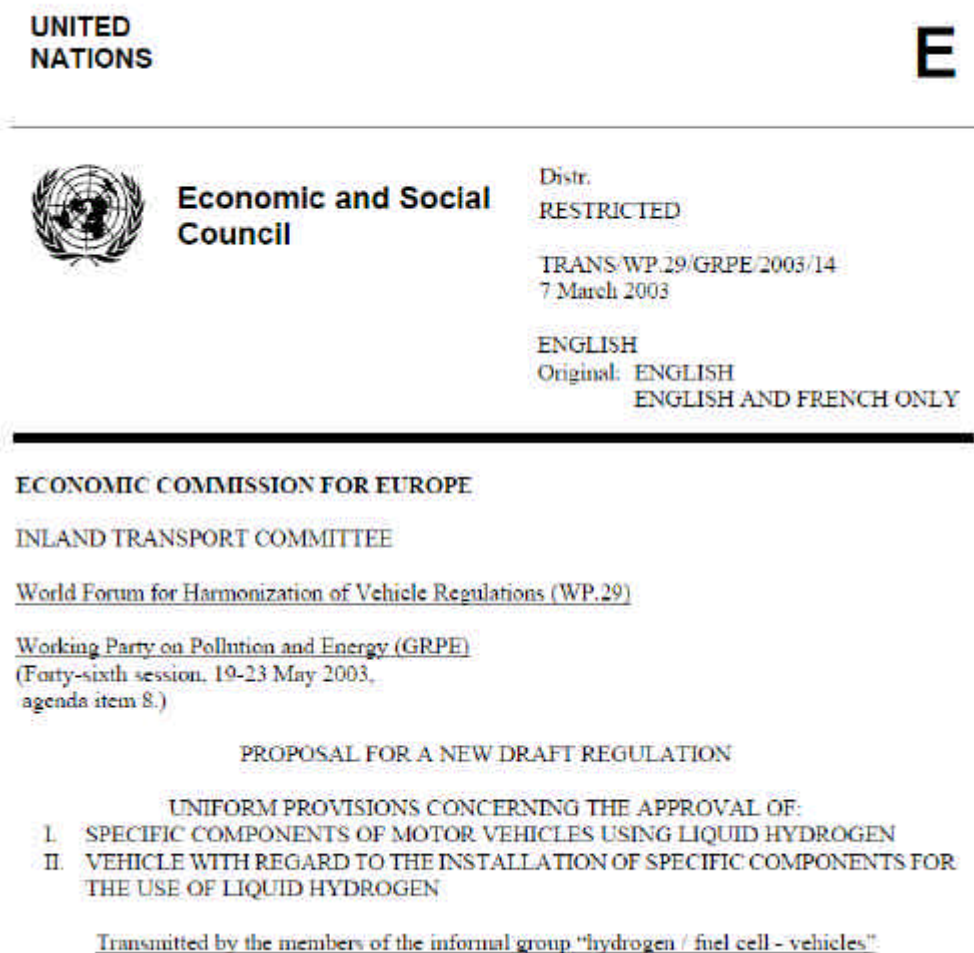 UNITED
NATIONS
E
Economic and Social
Council
Distr.
RESTRICTED
TRANS/WP.29/GRPE/2003/14
7 March 2003
ENGLISH
Original: ENGLISH
ENGLISH AND FRENCH ONLY
ECONOMIC COMMISSION FOR EUROPE
INLAND TRANSPORT COMMITTEE
World Forum for Harmonization of Vehicle Regulations (WP.29)
Working Party on Pollution and Energy (GRPE)
(Forty-sixth session, 19-23 May 2003,
agenda item 8.)
PROPOSAL FOR A NEW DRAFT REGULATION
UNIFORM PROVISIONS CONCERNING THE APPROVAL OF:
I. SPECIFIC COMPONENTS OF MOTOR VEHICLES USING LIQUID HYDROGEN
II. VEHICLE WITH REGARD TO THE INSTALLATION OF SPECIFIC COMPONENTS FOR
THE USE OF LIQUID HYDROGEN
Transmitted by the members of the informal group “hydrogen / fuel cell - vehicles”